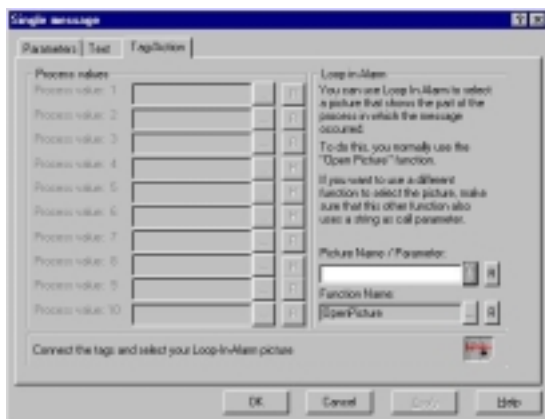 Single message
Parameters
Text
Tag/Action
Process values
Process value: 1
Process value: 2
Process value: 3
Process value: 4
Process value: 5
Process value: 6
Process value: 7
Process value: 8
Process value: 9
Process value: 10
Loop in Alarm
You can use Loop In Alarm to select
a picture that shows the part of the
process in which the message
occurred.
To do this, you normally use the
"Open Picture" function.
If you want to use a different
function to select the picture, make
sure that this other function also
uses a string as call parameter.
Picture Name / Parameter:
... R
Function Name:
OpenPicture ... R
Connect the tags and select your Loop-In-Alarm picture
OK
Cancel
Apply
Help